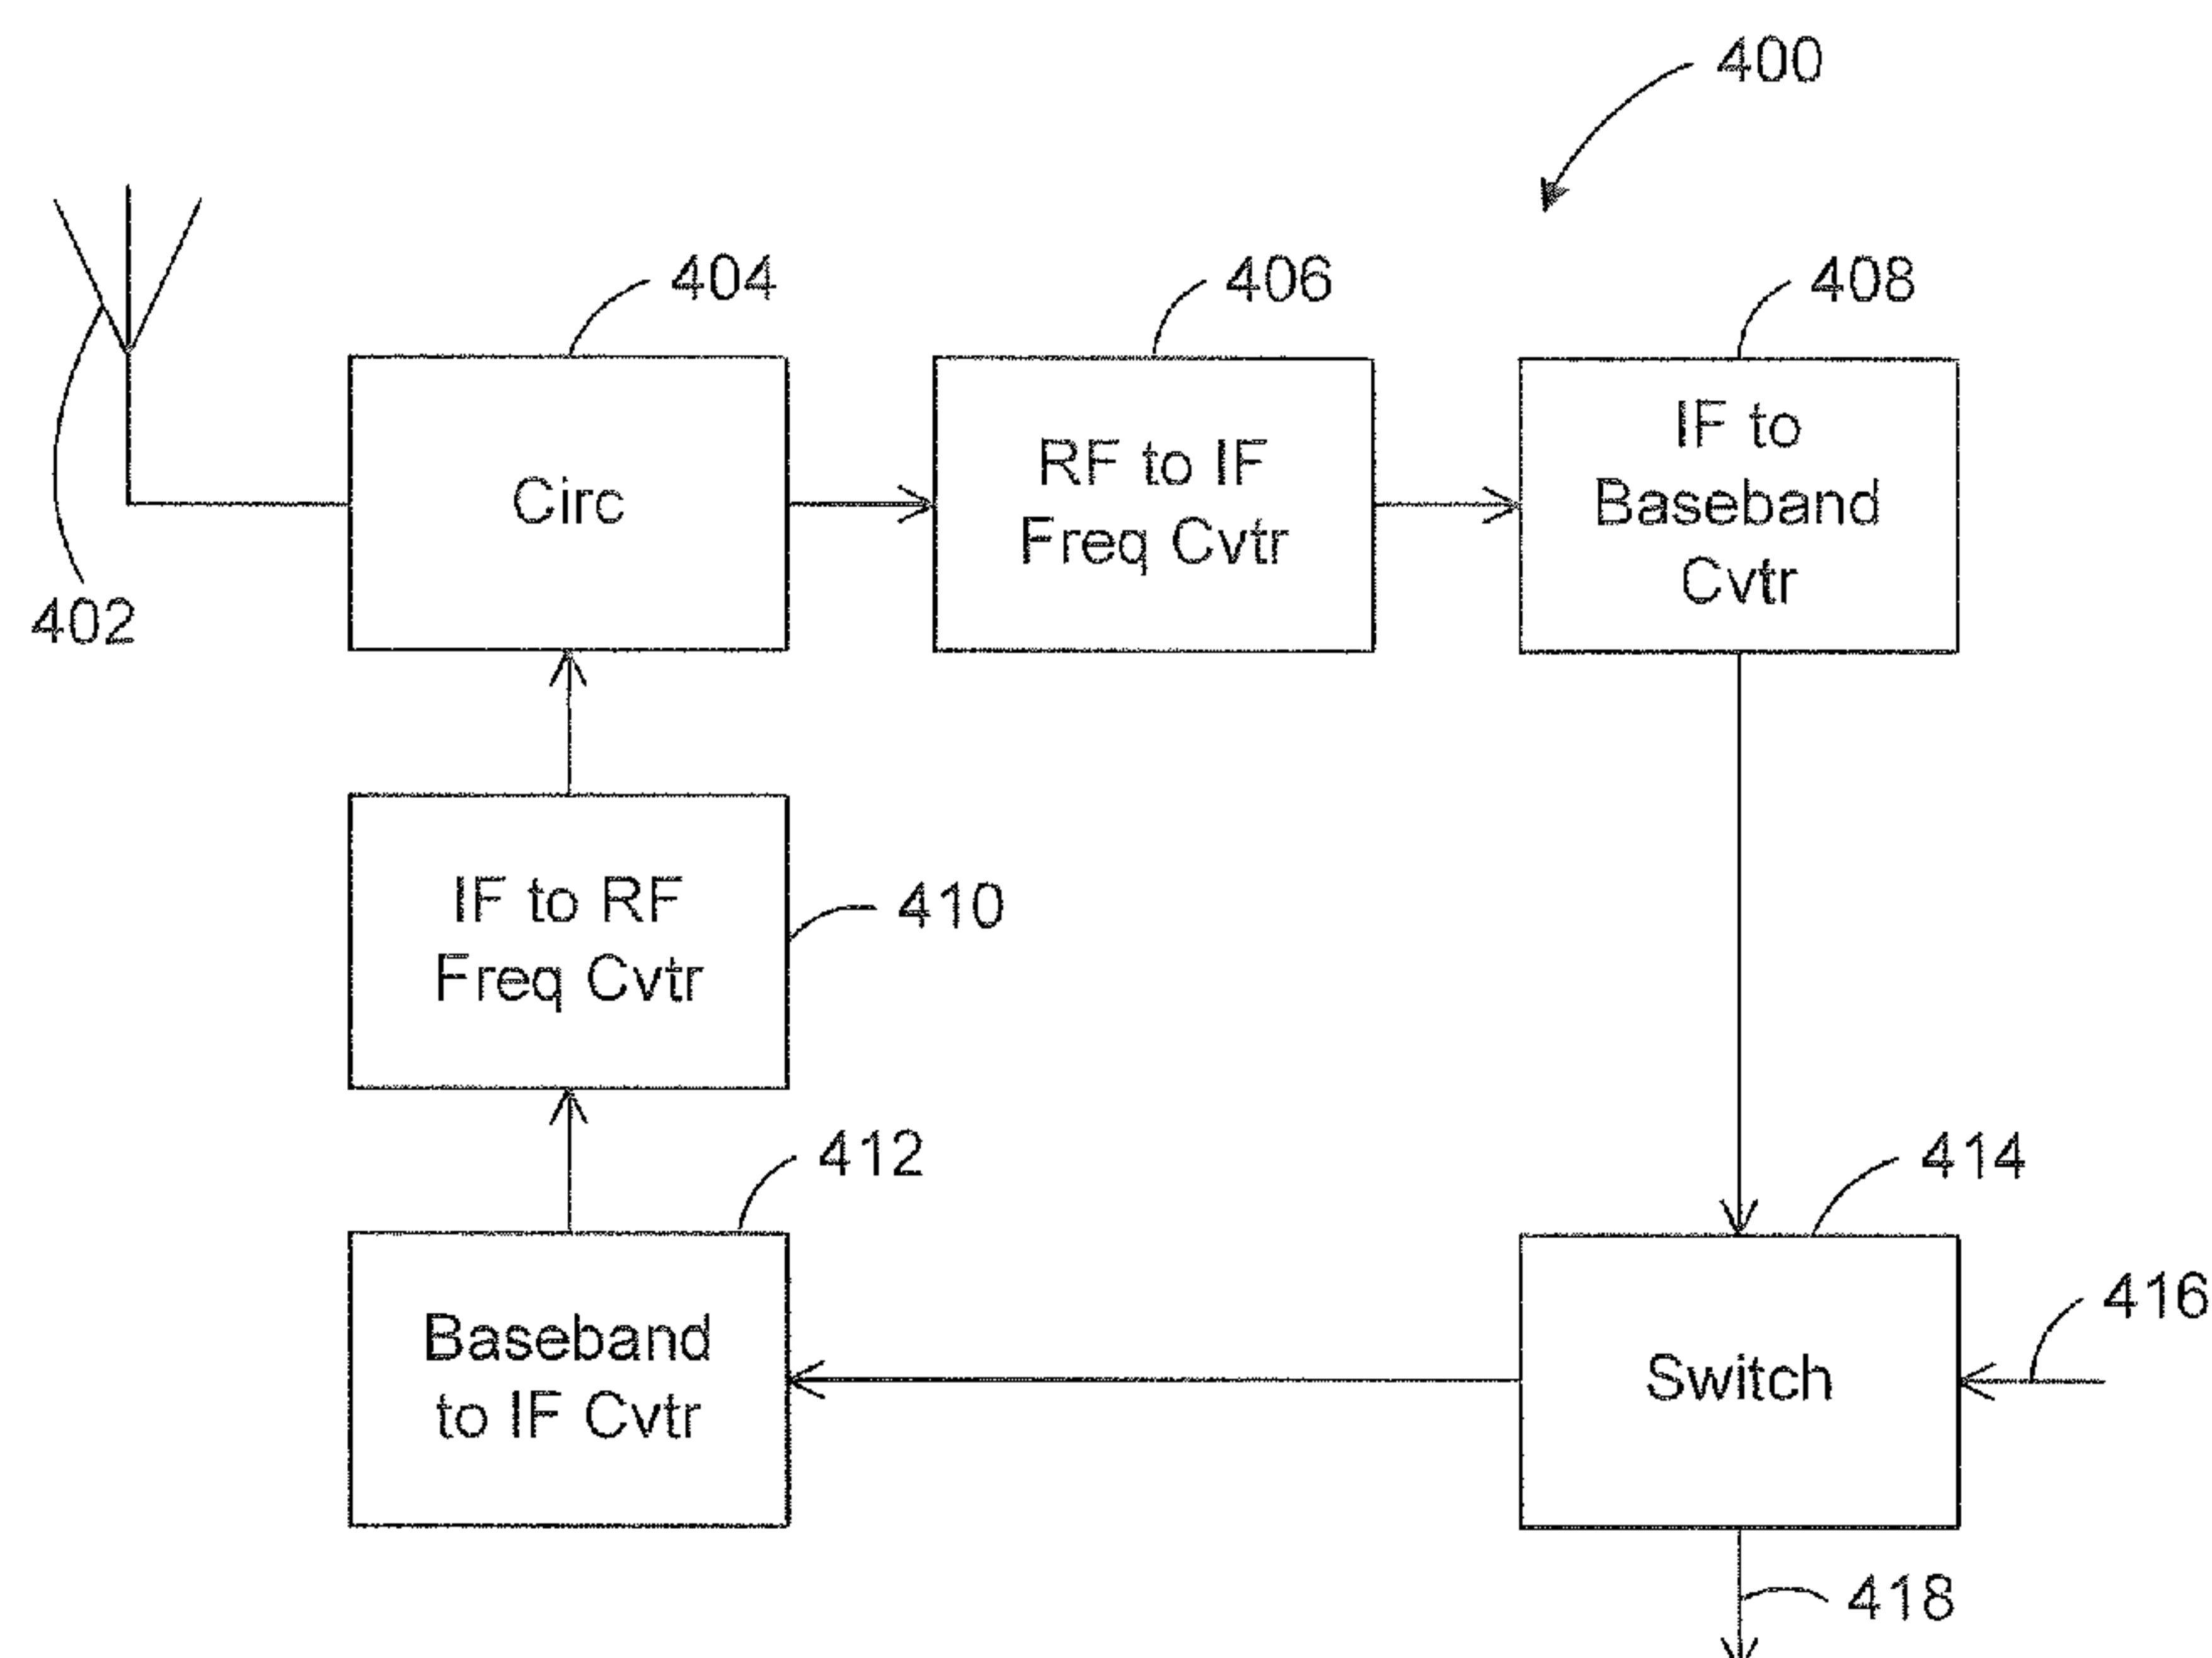 400
404
406
408
Circ
RF to IF
Freq Cvtr
IF to
Baseband
Cvtr
402
IF to RF
Freq Cvtr
410
412
414
416
Baseband
to IF Cvtr
Switch
418